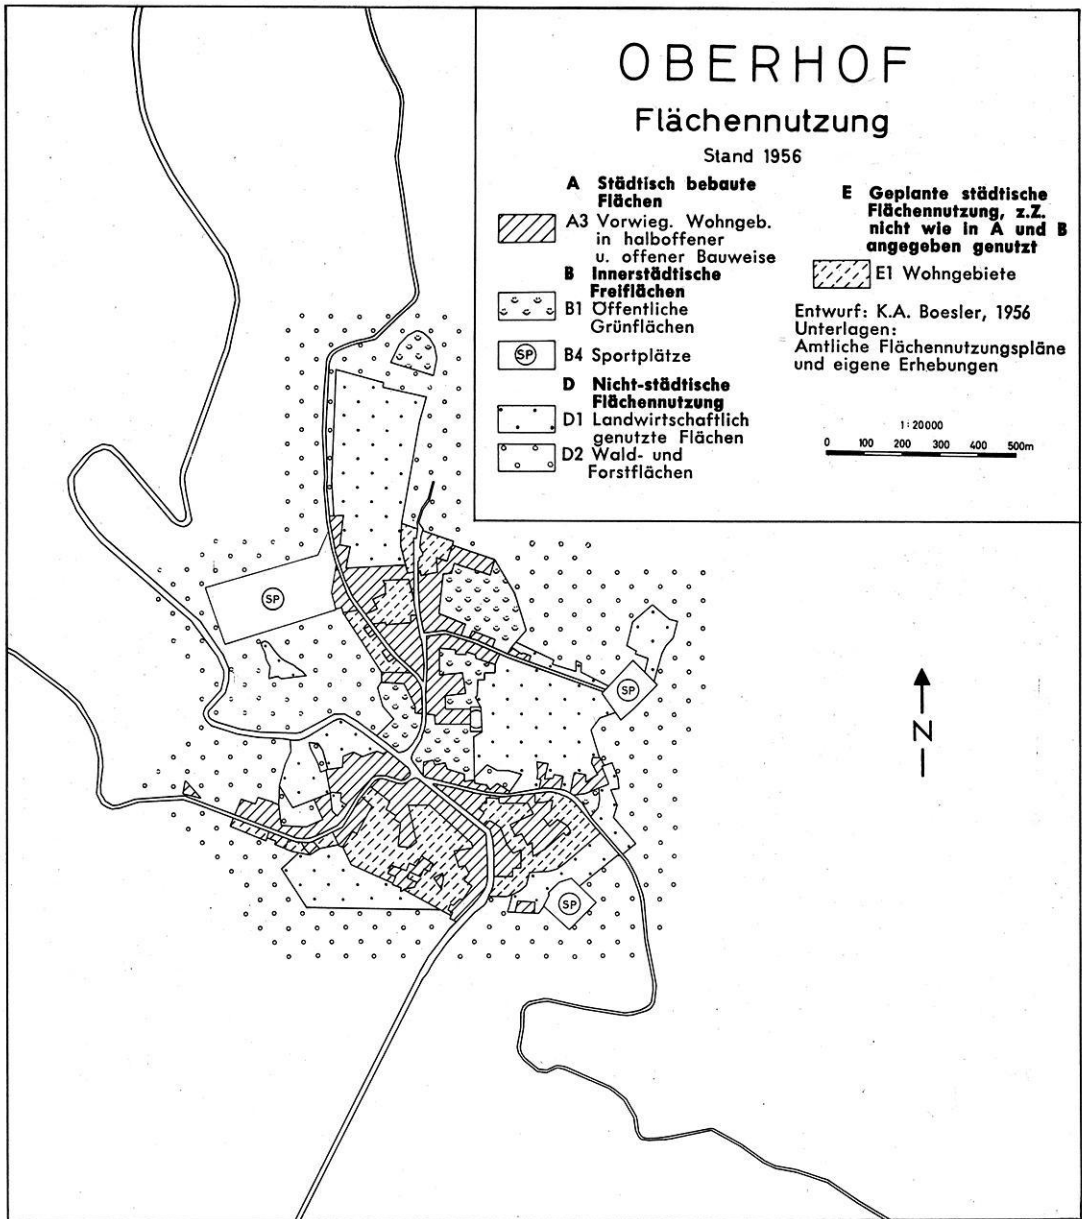 OBERHOF
Flächennutzung
Stand 1956
A Städtisch bebaute
Flächen
A3 Vorwieg. Wohngeb.
in halboffener
u. offener Bauweise
B Innerstädtische
Freiflächen
B1 Öffentliche
Grünflächen
SP B4 Sportplätze
D Nicht-städtische
Flächennutzung
D1 Landwirtschaftlich
genutzte Flächen
D2 Wald- und
Forstflächen
E Geplante städtische
Flächennutzung, z.Z.
nicht wie in A und B
angegeben genutzt
E1 Wohngebiete
Entwurf: K.A. Boesler, 1956
Unterlagen:
Amtliche Flächennutzungspläne
und eigene Erhebungen
1:20000
0 100 200 300 400 500m
SP
SP
N
SP